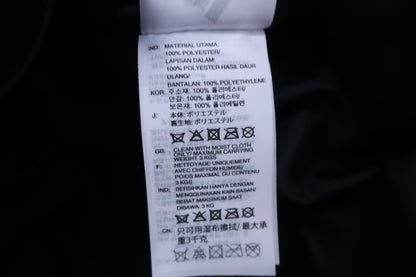 IND: MATERIAL UTAMA:
100% POLYESTER/
LAPISAN DALAM:
100% POLYESTER HASIL DAUR
ULANG/
BANTALAN: 100% POLYETHYLENE
KOR: 주소재: 100% 폴리에스터/
안감: 100% 폴리에스터/
보온재: 100% 폴리에틸렌
J: 本体: ポリエステル
裏生地: ポリエステル
GB: CLEAN WITH MOIST CLOTH
ONLY/ MAXIMUM CARRYING
WEIGHT 3 KGS
F: NETTOYAGE UNIQUEMENT
AVEC CHIFFON HUMIDE/
CAPACITE MAXIMUM DU SAC
3 KGS
IND: BERSIHKAN HANYA DENGAN
MENGGUNAKAN KAIN BASAH/
BERAT MAKSIMUM SAAT
DIBAWA: 3 KG
CN: 只可用湿布擦拭/ 最大承
重3千克